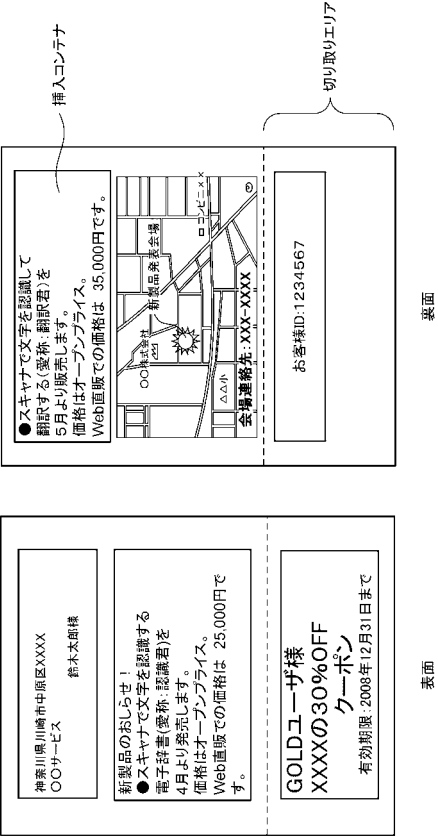 神奈川県川崎市中原区XXXX
〇〇サービス
鈴木太郎様
新製品のおしらせ！
●スキャナで文字を認識する
電子辞書(愛称:認識君)を
4月より発売します。
価格はオープンプライス。
Web直販での価格は 25,000円で
す。
GOLDユーザ様
XXXXの30%OFF
クーポン
有効期限:2008年12月31日まで
表面
挿入コンテナ
●スキャナで文字を認識して
翻訳する(愛称:翻訳君)を
5月より販売します。
価格はオープンプライス。
Web直販での価格は 35,000円です。
〇〇株式会社
新製品発表会場
コンビニ××
△△小
会場連絡先:XXX-XXXX
切り取りエリア
お客様ID:1234567
裏面